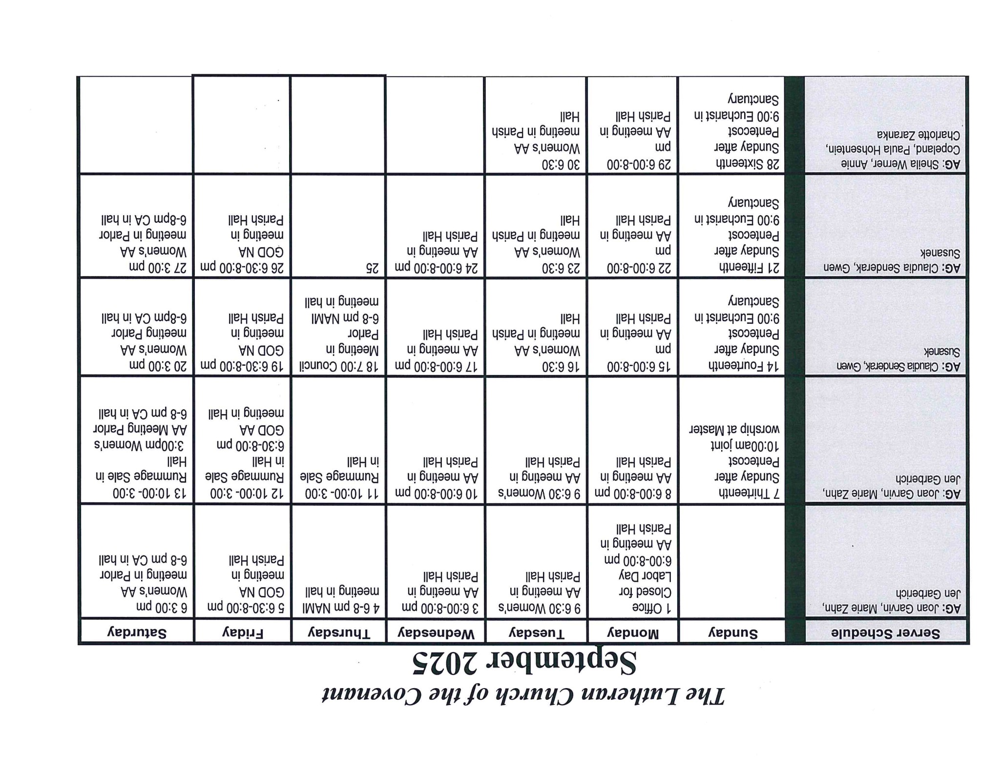 The Lutheran Church of the Covenant
September 2025
Server Schedule
Sunday
Monday
Tuesday
Wednesday
Thursday
Friday
Saturday
AG: Joan Garvin, Marie Zahn,
Jen Garberich
1 Office
Closed for
Labor Day
6:00-8:00 pm
AA meeting in
Parish Hall
9 6:30 Women's
AA meeting in
Parish Hall
3 6:00-8:00 pm
AA meeting in
Parish Hall
4 6-8 pm NAMI
meeting in hall
5 6:30-8:00 pm
GOD NA
meeting in
Parish Hall
6 3:00 pm
Women's AA
meeting in Parlor
6-8 pm CA in hall
AG: Joan Garvin, Marie Zahn,
Jen Garberich
7 Thirteenth
Sunday after
Pentecost
10:00am joint
worship at Master
8 6:00-8:00 pm
AA meeting in
Parish Hall
9 6:30 Women's
AA meeting in
Parish Hall
10 6:00-8:00 pm
AA meeting in
Parish Hall
11 10:00- 3:00
Rummage Sale
in Hall
12 10:00- 3:00
Rummage Sale
in Hall
6:30-8:00 pm
GOD AA
meeting in Hall
13 10:00- 3:00
Rummage Sale in
Hall
3:00pm Women's
AA Meeting Parlor
6-8 pm CA in hall
AG: Claudia Senderak, Gwen
Susanek
14 Fourteenth
Sunday after
Pentecost
9:00 Eucharist in
Sanctuary
15 6:00-8:00
pm
AA meeting in
Parish Hall
16 6:30
Women's AA
meeting in Parish
Hall
17 6:00-8:00 pm
AA meeting in
Parish Hall
18 7:00 Council
Meeting in
Parlor
6-8 pm NAMI
meeting in hall
19 6:30-8:00 pm
GOD NA
meeting in
Parish Hall
20 3:00 pm
Women's AA
meeting Parlor
6-8pm CA in hall
AG: Claudia Senderak, Gwen
Susanek
21 Fifteenth
Sunday after
Pentecost
9:00 Eucharist in
Sanctuary
22 6:00-8:00
pm
AA meeting in
Parish Hall
23 6:30
Women's AA
meeting in Parish
Hall
24 6:00-8:00 pm
AA meeting in
Parish Hall
25
26 6:30-8:00 pm
GOD NA
meeting in
Parish Hall
27 3:00 pm
Women's AA
meeting in Parlor
6-8pm CA in hall
AG: Sheila Werner, Annie
Copeland, Paula Hohsentein,
Charlotte Zaranka
28 Sixteenth
Sunday after
Pentecost
9:00 Eucharist in
Sanctuary
29 6:00-8:00
pm
AA meeting in
Parish Hall
30 6:30
Women's AA
meeting in Parish
Hall